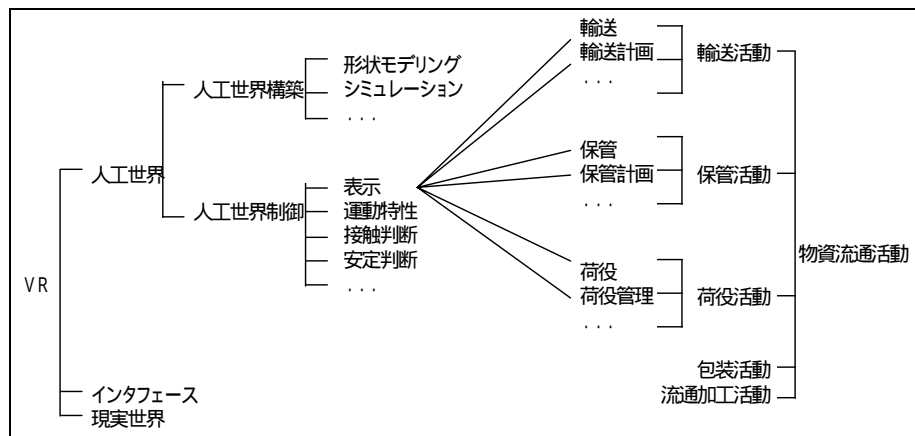 輸送
輸送計画
...
輸送活動
形状モデリング
シミュレーション
...
人工世界構築
人工世界
保管
保管計画
...
保管活動
表示
運動特性
接触判断
安定判断
...
人工世界制御
荷役
荷役管理
...
荷役活動
物資流通活動
VR
包装活動
流通加工活動
インタフェース
現実世界